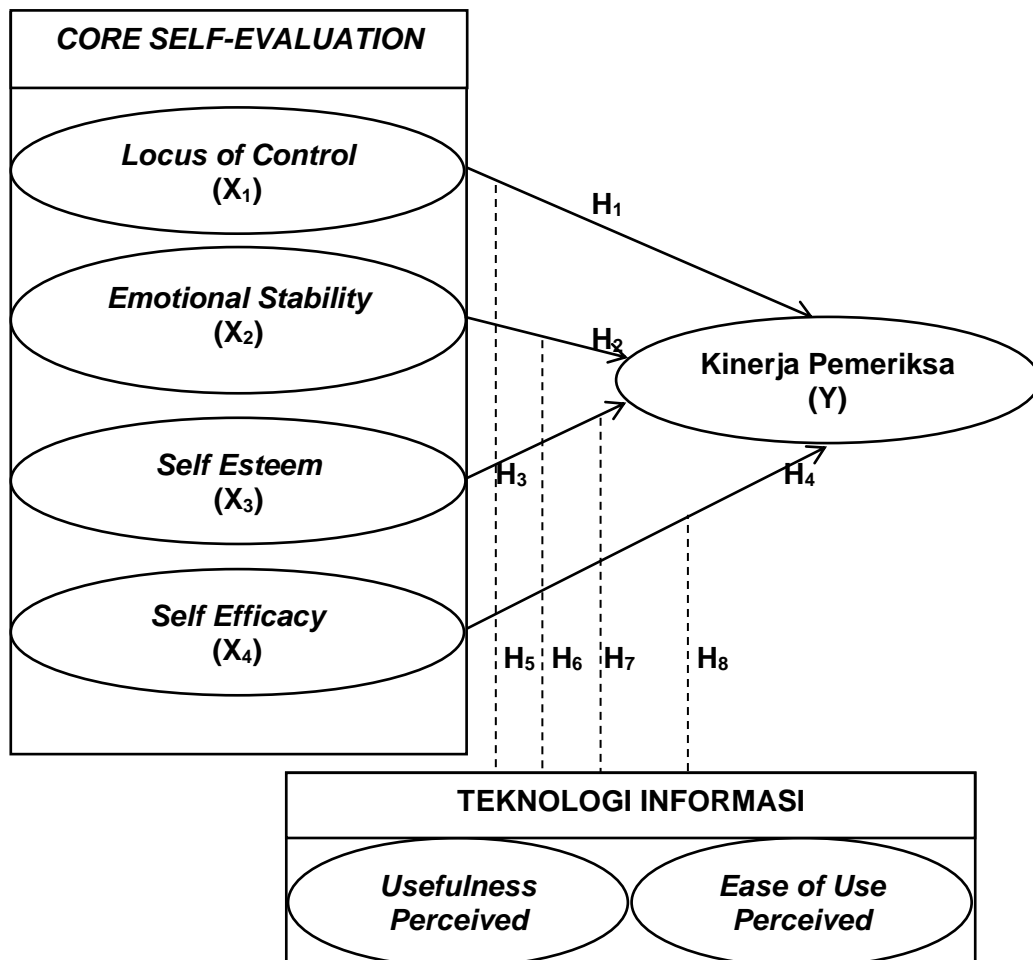 CORE SELF-EVALUATION
Locus of Control
(X₁)
H₁
Emotional Stability
(X₂)
H₂
Kinerja Pemeriksa
(Y)
Self Esteem
(X₃)
H₃
H₄
Self Efficacy
(X₄)
H₅
H₆
H₇
H₈
TEKNOLOGI INFORMASI
Usefulness
Perceived
Ease of Use
Perceived